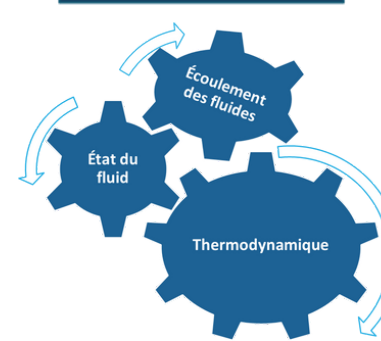 Écoulement
des fluides
État du
fluid
Thermodynamique